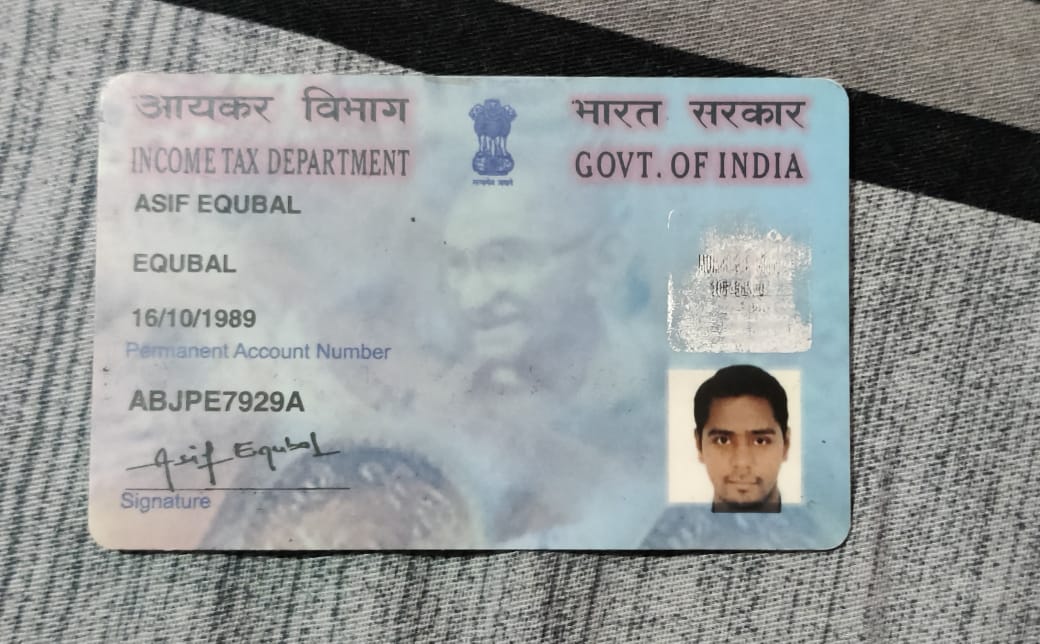 आयकर विभाग
भारत सरकार
INCOME TAX DEPARTMENT
GOVT. OF INDIA
सत्यमेव जयते
ASIF EQUBAL
EQUBAL
16/10/1989
Permanent Account Number
ABJPE7929A
Asif Equbal
Signature